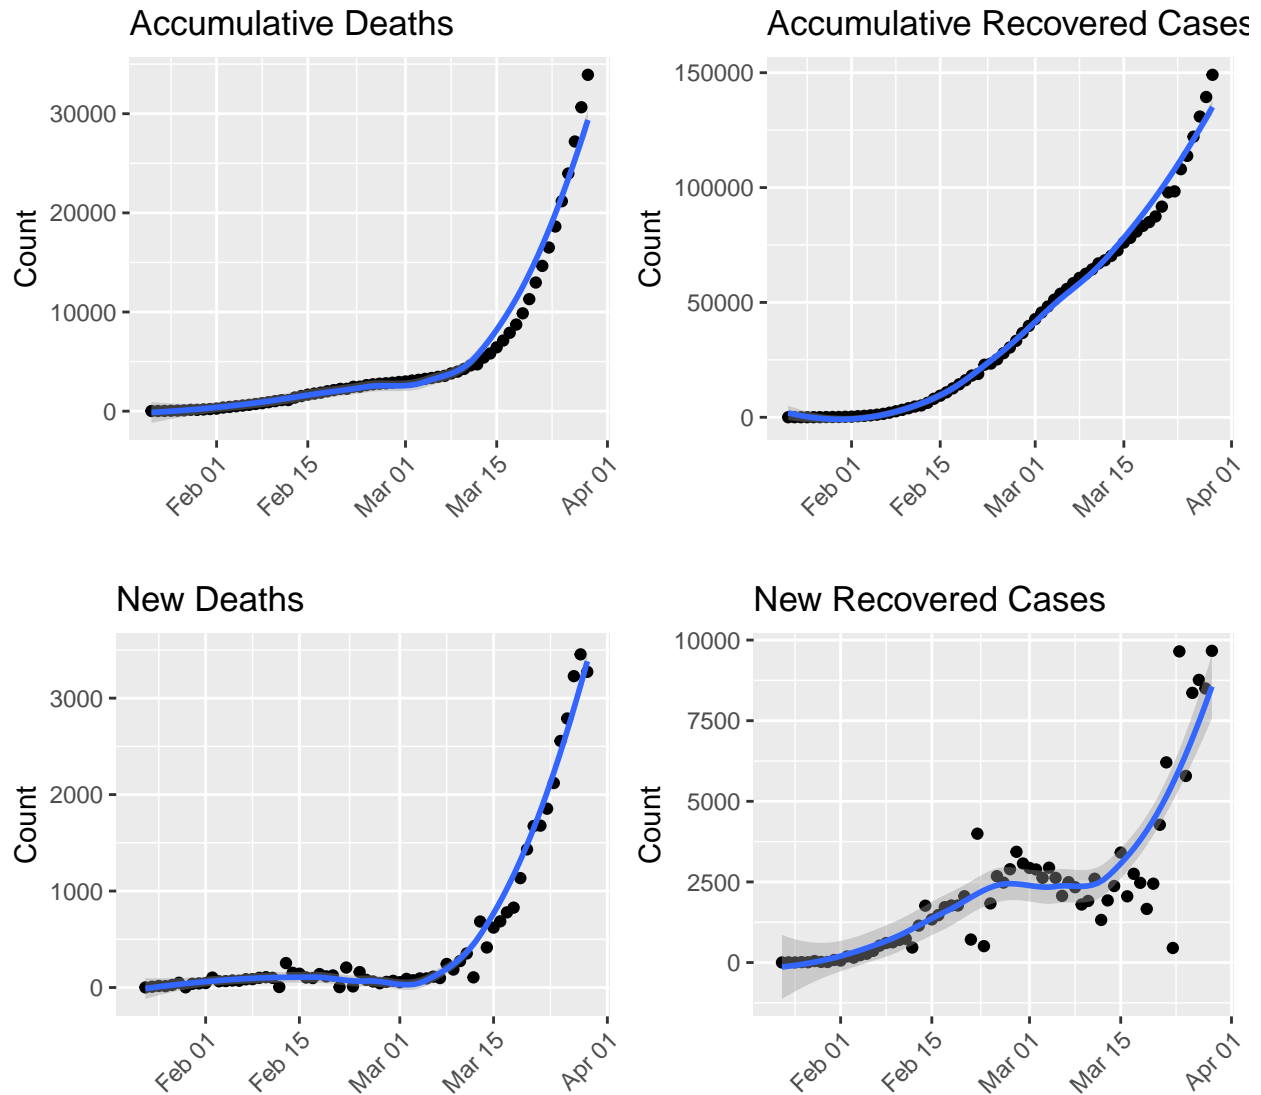 Accumulative Deaths
Count
30000
20000
10000
0
Feb 01
Feb 15
Mar 01
Mar 15
Apr 01
Accumulative Recovered Cases
Count
150000
100000
50000
0
Feb 01
Feb 15
Mar 01
Mar 15
Apr 01
New Deaths
Count
3000
2000
1000
0
Feb 01
Feb 15
Mar 01
Mar 15
Apr 01
New Recovered Cases
Count
10000
7500
5000
2500
0
Feb 01
Feb 15
Mar 01
Mar 15
Apr 01